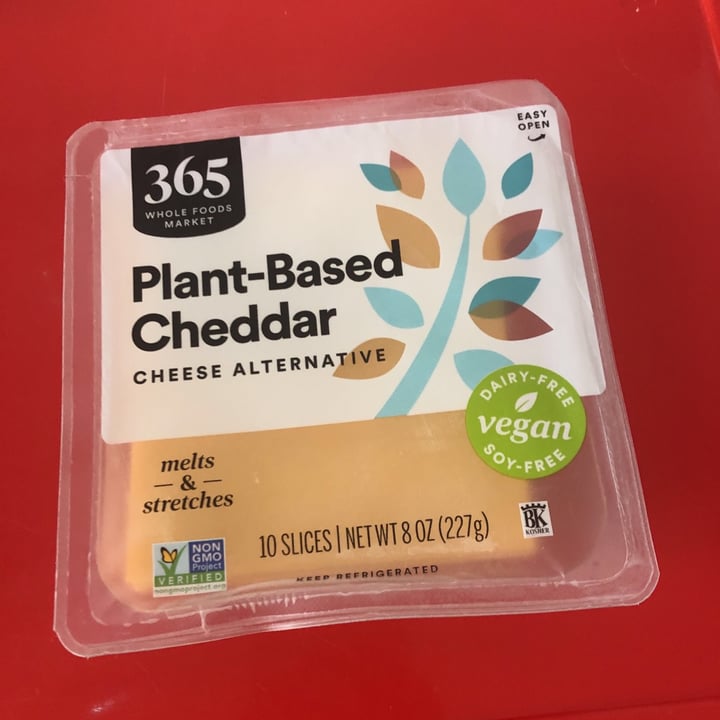 EASY
OPEN
365
WHOLE FOODS
MARKET
Plant-Based
Cheddar
CHEESE ALTERNATIVE
DAIRY-FREE
vegan
SOY-FREE
melts
— & —
stretches
10 SLICES | NET WT 8 OZ (227g)
BK
KOSHER
NON
GMO
Project
VERIFIED
nongmoproject.org
KEEP REFRIGERATED